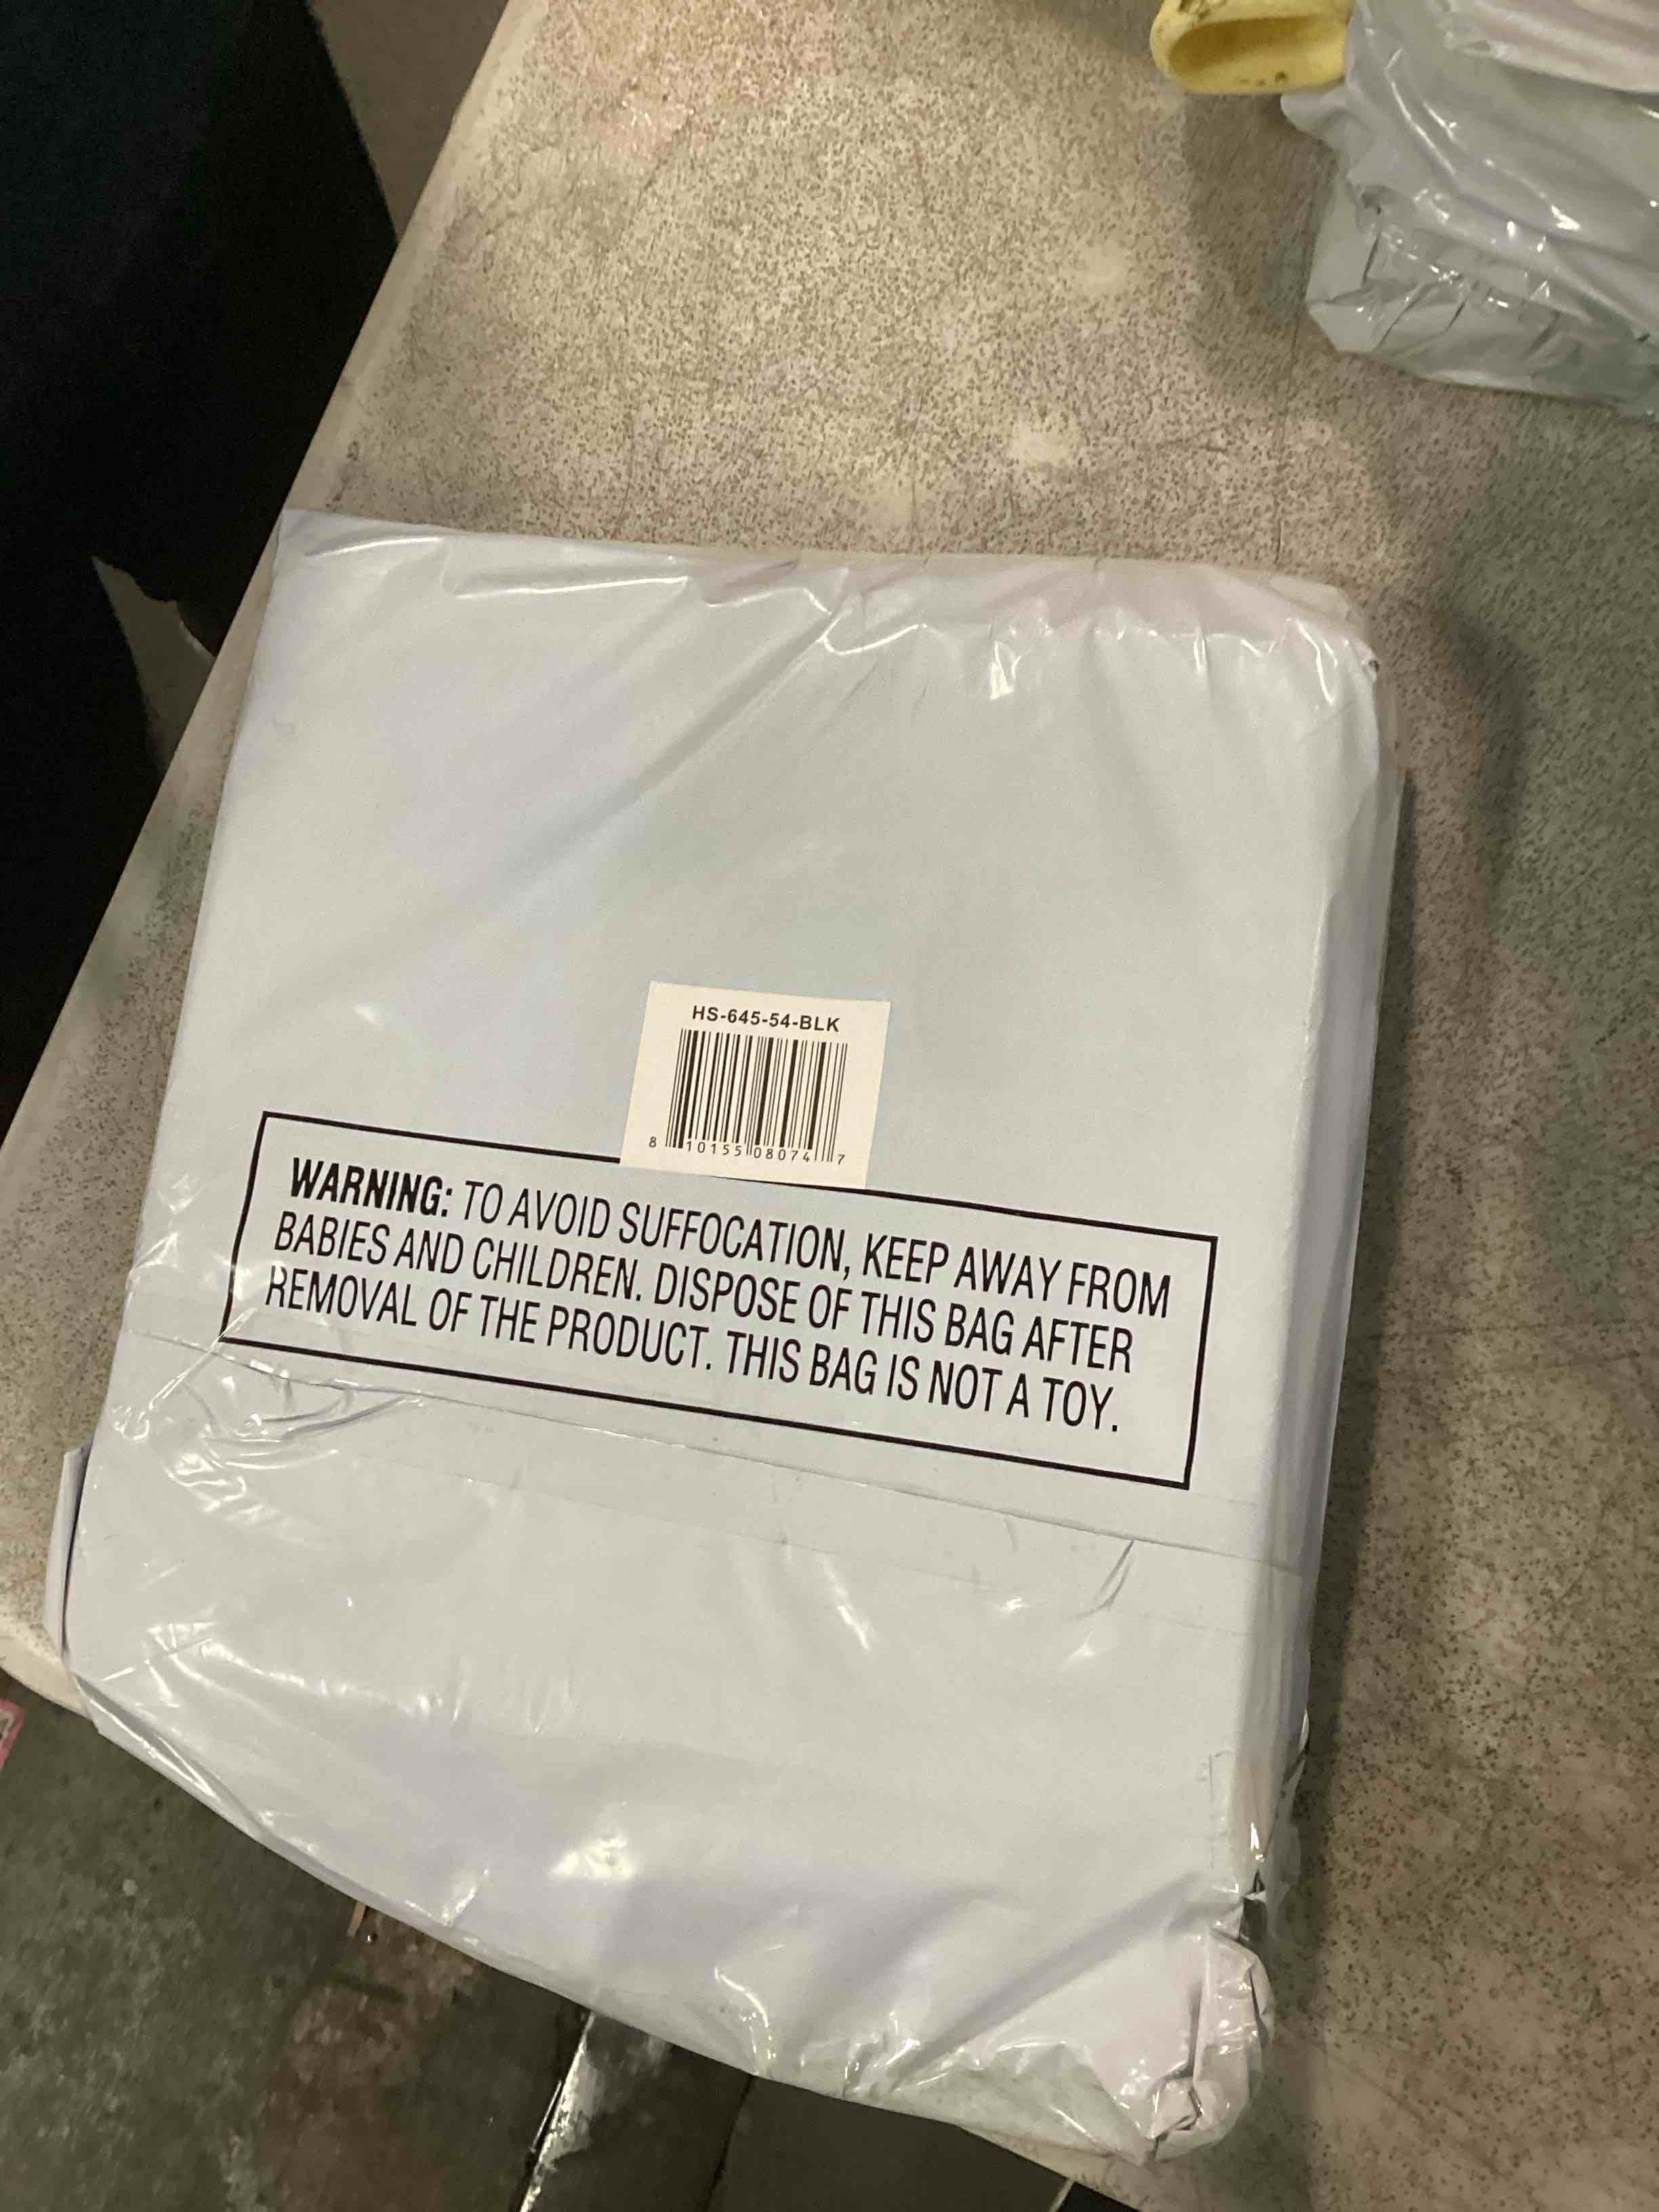 HS-645-54-BLK
8 10155 08074 7
WARNING: TO AVOID SUFFOCATION, KEEP AWAY FROM
BABIES AND CHILDREN. DISPOSE OF THIS BAG AFTER
REMOVAL OF THE PRODUCT. THIS BAG IS NOT A TOY.